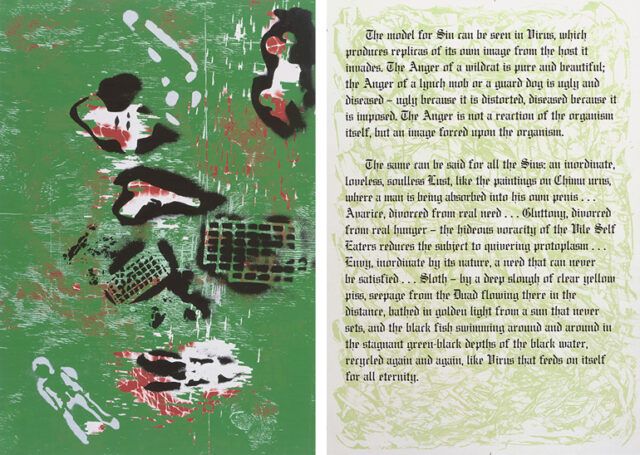 The model for Sin can be seen in Virus, which
produces replicas of its own image from the host it
invades. The Anger of a wildcat is pure and beautiful;
the Anger of a lynch mob or a guard dog is ugly and
diseased – ugly because it is distorted, diseased because it
is imposed. The Anger is not a reaction of the organism
itself, but an image forced upon the organism.
The same can be said for all the Sins: an inordinate,
loveless, soulless Lust, like the paintings on Chimu urns,
where a man is being absorbed into his own penis . . .
Avarice, divorced from real need . . . Gluttony, divorced
from real hunger – the hideous voracity of the Vile Self
Eaters reduces the subject to quivering protoplasm . . .
Envy, inordinate by its nature, a need that can never
be satisfied . . . Sloth – by a deep slough of clear yellow
piss, seepage from the Duad flowing there in the
distance, bathed in golden light from a sun that never
sets, and the black fish swimming around and around in
the stagnant green-black depths of the black water,
recycled again and again, like Virus that feeds on itself
for all eternity.